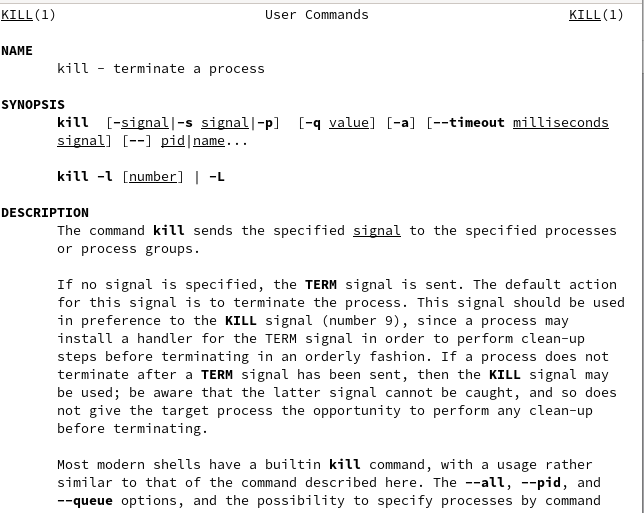 KILL(1) User Commands KILL(1)
NAME
kill - terminate a process
SYNOPSIS
kill [-signal|-s signal|-p] [-q value] [-a] [--timeout milliseconds
signal] [--] pid|name...
kill -l [number] | -L
DESCRIPTION
The command kill sends the specified signal to the specified processes
or process groups.
If no signal is specified, the TERM signal is sent. The default action
for this signal is to terminate the process. This signal should be used
in preference to the KILL signal (number 9), since a process may
install a handler for the TERM signal in order to perform clean-up
steps before terminating in an orderly fashion. If a process does not
terminate after a TERM signal has been sent, then the KILL signal may
be used; be aware that the latter signal cannot be caught, and so does
not give the target process the opportunity to perform any clean-up
before terminating.
Most modern shells have a builtin kill command, with a usage rather
similar to that of the command described here. The --all, --pid, and
--queue options, and the possibility to specify processes by command